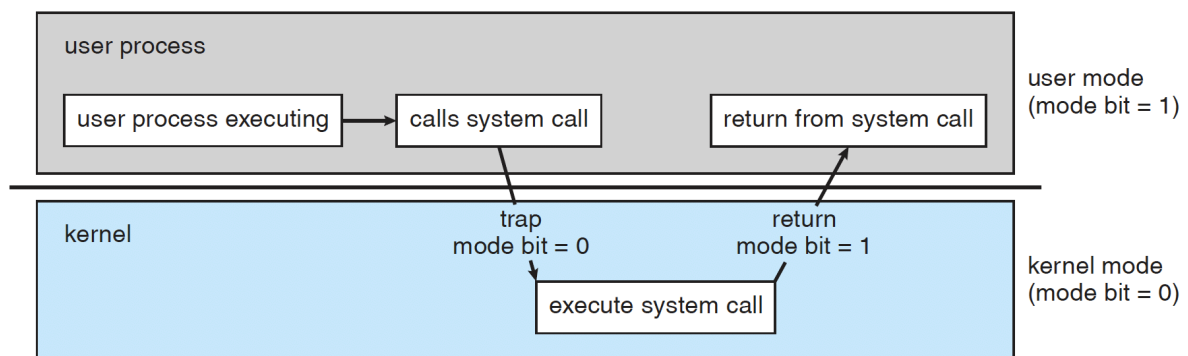 user process
user process executing
calls system call
return from system call
user mode
(mode bit = 1)
kernel
trap
mode bit = 0
return
mode bit = 1
execute system call
kernel mode
(mode bit = 0)